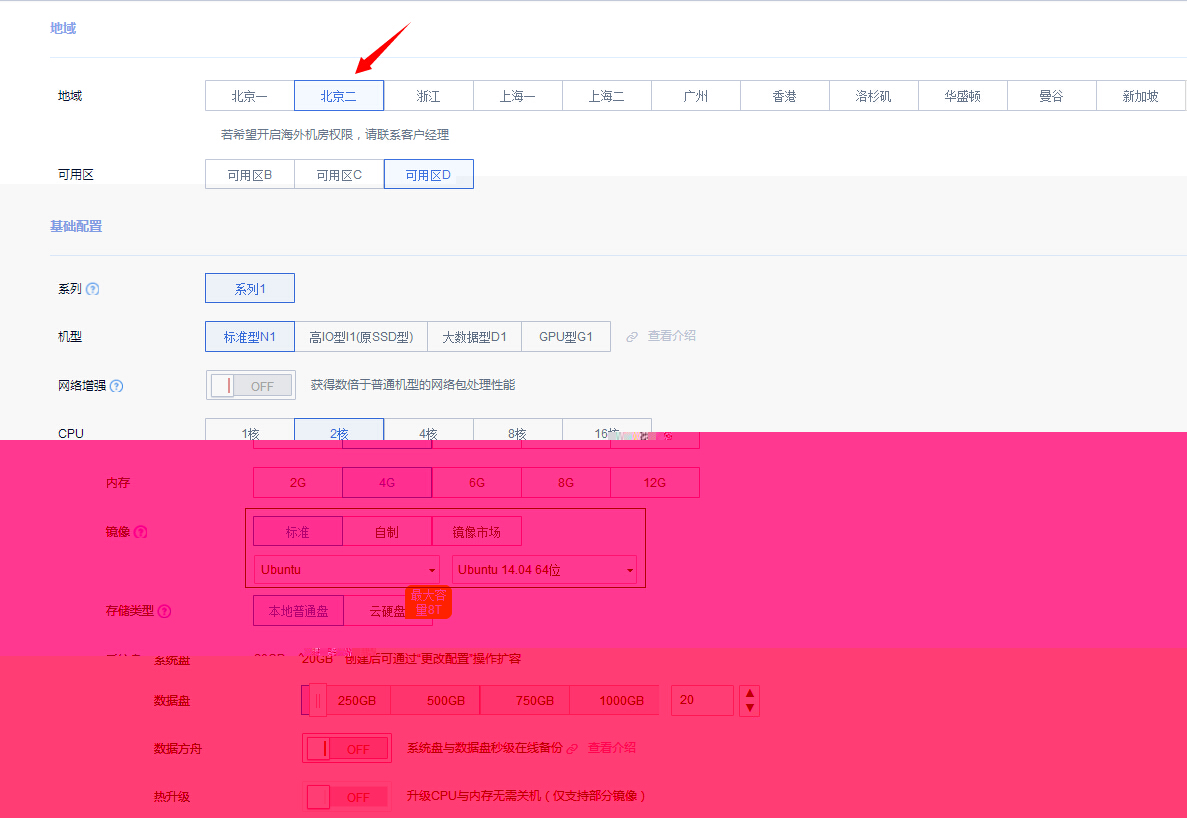 地域
地域 北京一 北京二 浙江 上海一 上海二 广州 香港 洛杉矶 华盛顿 曼谷 新加坡
若希望开启海外机房权限，请联系客户经理
可用区 可用区B 可用区C 可用区D
基础配置
系列 ? 系列1
机型 标准型N1 高IO型I1(原SSD型) 大数据型D1 GPU型G1 查看介绍
网络增强 ? OFF 获得数倍于普通机型的网络包处理性能
CPU 1核 2核 4核 8核 16核
内存 2G 4G 6G 8G 12G
镜像 ? 标准 自制 镜像市场
Ubuntu Ubuntu 14.04 64位
存储类型 ? 本地普通盘 云硬盘 最大容
量8T
系统盘 20GB 创建后可通过"更改配置"操作扩容
数据盘 250GB 500GB 750GB 1000GB 20
数据方舟 OFF 系统盘与数据盘秒级在线备份 查看介绍
热升级 OFF 升级CPU与内存无需关机（仅支持部分镜像）